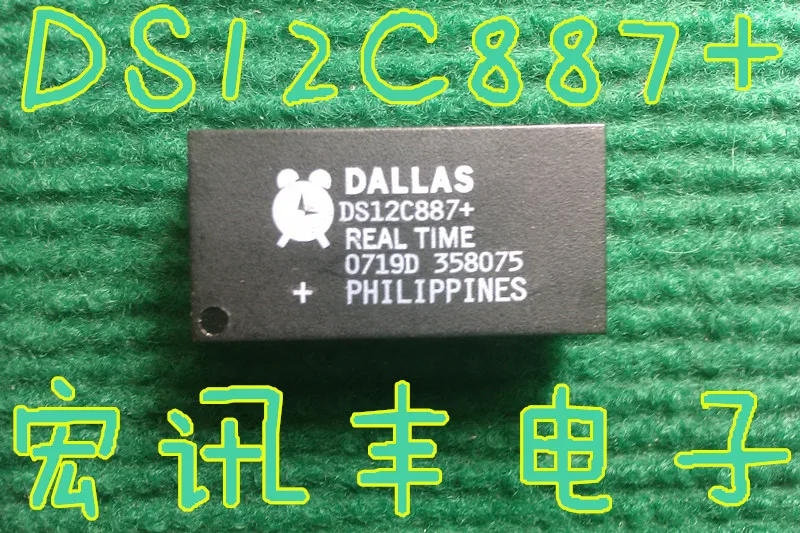 DS12C887+
DALLAS
DS12C887+
REAL TIME
0719D 358075
+ PHILIPPINES
宏讯丰电子